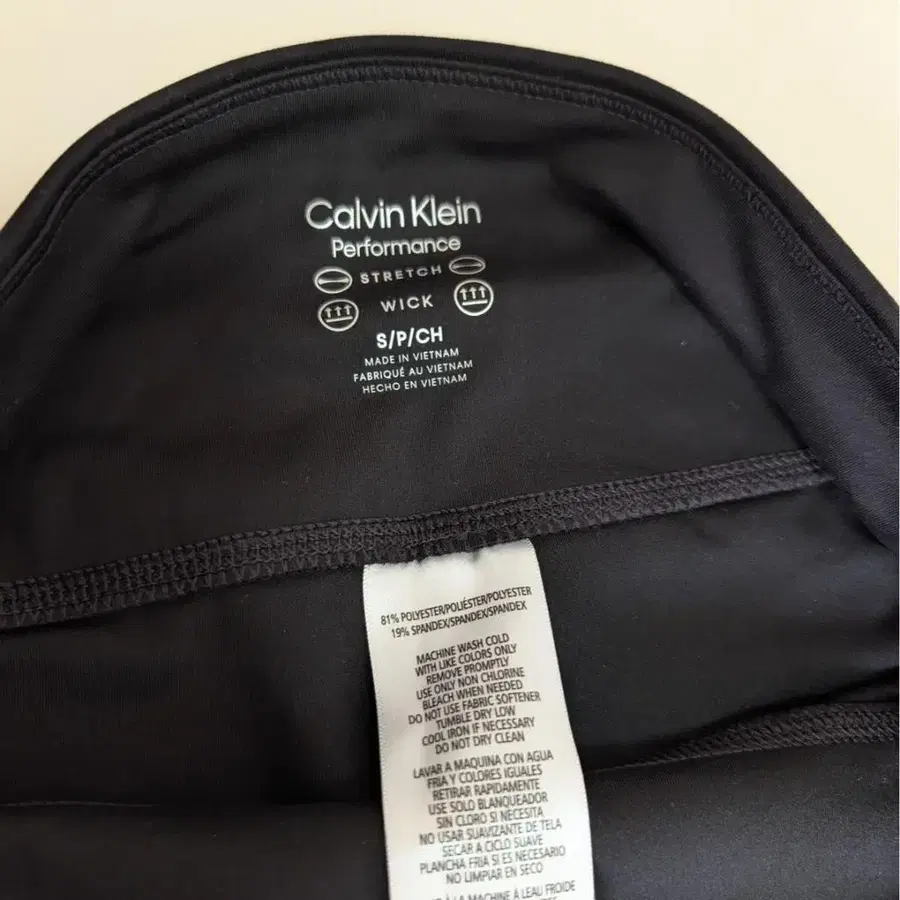 Calvin Klein
Performance
STRETCH
WICK
S/P/CH
MADE IN VIETNAM
FABRIQUÉ AU VIETNAM
HECHO EN VIETNAM
81% POLYESTER/POLIÉSTER/POLYESTER
19% SPANDEX/SPANDEX/SPANDEX
MACHINE WASH COLD
WITH LIKE COLORS ONLY
REMOVE PROMPTLY
USE ONLY NON CHLORINE
BLEACH WHEN NEEDED
DO NOT USE FABRIC SOFTENER
TUMBLE DRY LOW
COOL IRON IF NECESSARY
DO NOT DRY CLEAN
LAVAR A MAQUINA CON AGUA
FRIA Y COLORES IGUALES
RETIRAR RAPIDAMENTE
USE SOLO BLANQUEADOR
SIN CLORO SI NECESITA
NO USAR SUAVIZANTE DE TELA
SECAR A CICLO SUAVE
PLANCHA FRIA SI ES NECESARIO
NO LIMPIAR EN SECO
À LA MACHINE À LEAU FROIDE